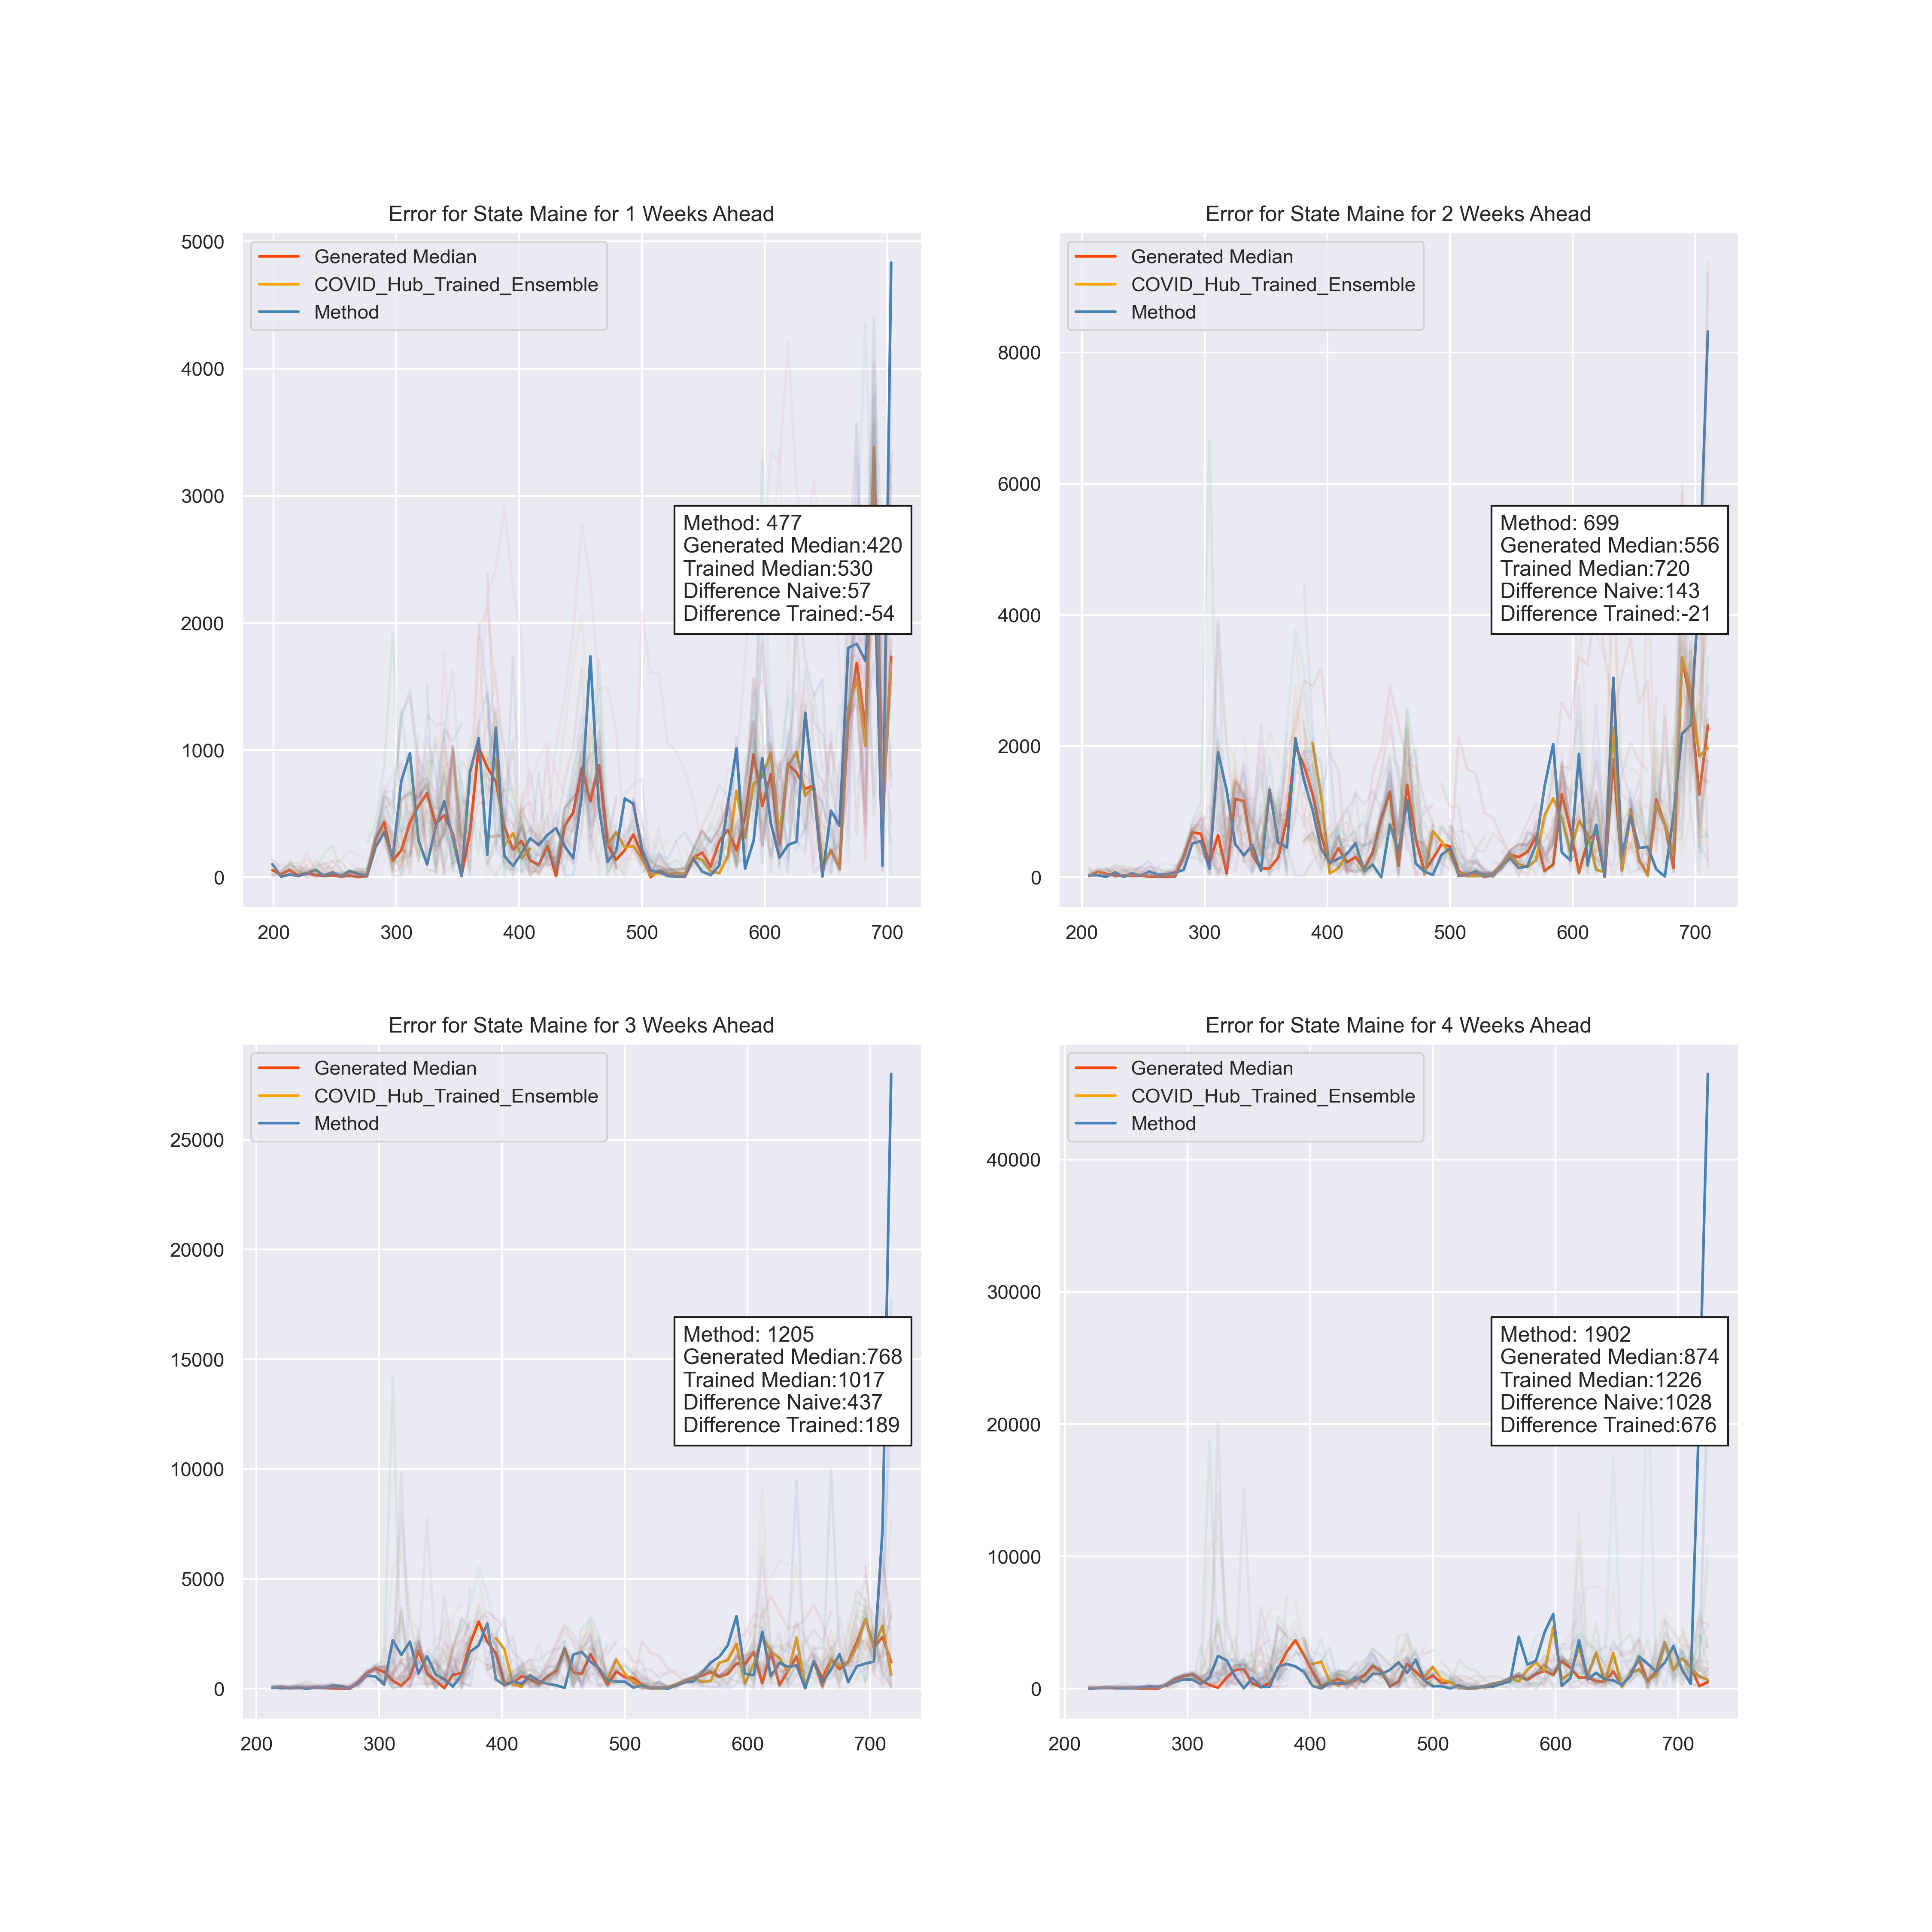 Error for State Maine for 1 Weeks Ahead
5000
4000
3000
2000
1000
0
200 300 400 500 600 700
Generated Median
COVID_Hub_Trained_Ensemble
Method
Method: 477
Generated Median:420
Trained Median:530
Difference Naive:57
Difference Trained:-54
Error for State Maine for 2 Weeks Ahead
8000
6000
4000
2000
0
200 300 400 500 600 700
Generated Median
COVID_Hub_Trained_Ensemble
Method
Method: 699
Generated Median:556
Trained Median:720
Difference Naive:143
Difference Trained:-21
Error for State Maine for 3 Weeks Ahead
25000
20000
15000
10000
5000
0
200 300 400 500 600 700
Generated Median
COVID_Hub_Trained_Ensemble
Method
Method: 1205
Generated Median:768
Trained Median:1017
Difference Naive:437
Difference Trained:189
Error for State Maine for 4 Weeks Ahead
40000
30000
20000
10000
0
200 300 400 500 600 700
Generated Median
COVID_Hub_Trained_Ensemble
Method
Method: 1902
Generated Median:874
Trained Median:1226
Difference Naive:1028
Difference Trained:676